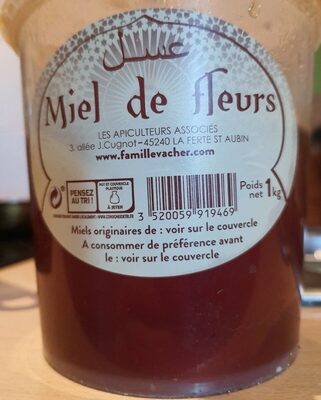 عسل
Miel de fleurs
LES APICULTEURS ASSOCIÉS
3, allée J.Cugnot-45240 LA FERTE ST AUBIN
www.famillevacher.com
PENSEZ AU TRI !
POT ET COUVERCLE PLASTIQUE
À JETER
Poids net 1kg
3 520059 919469
Miels originaires de : voir sur le couvercle
A consommer de préférence avant
le : voir sur le couvercle